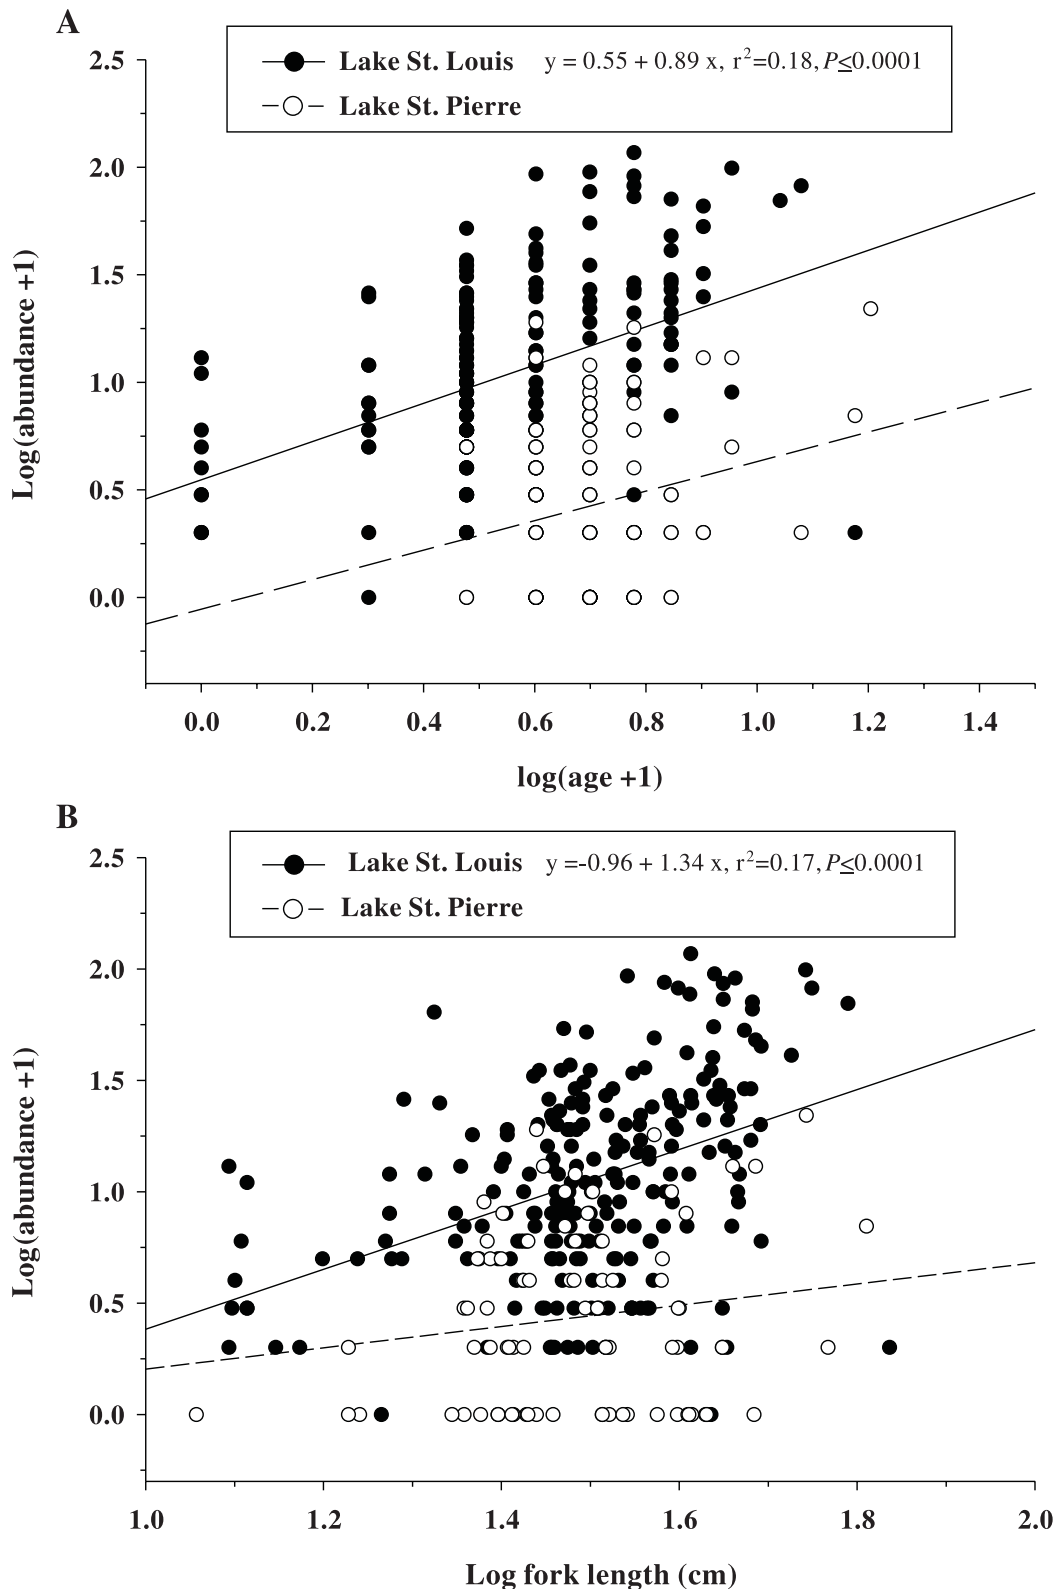 A
Lake St. Louis y = 0.55 + 0.89 x, r²=0.18, P≤0.0001
Lake St. Pierre
2.5
2.0
1.5
1.0
0.5
0.0
Log(abundance +1)
0.0 0.2 0.4 0.6 0.8 1.0 1.2 1.4
log(age +1)
B
Lake St. Louis y =-0.96 + 1.34 x, r²=0.17, P≤0.0001
Lake St. Pierre
2.5
2.0
1.5
1.0
0.5
0.0
Log(abundance +1)
1.0 1.2 1.4 1.6 1.8 2.0
Log fork length (cm)